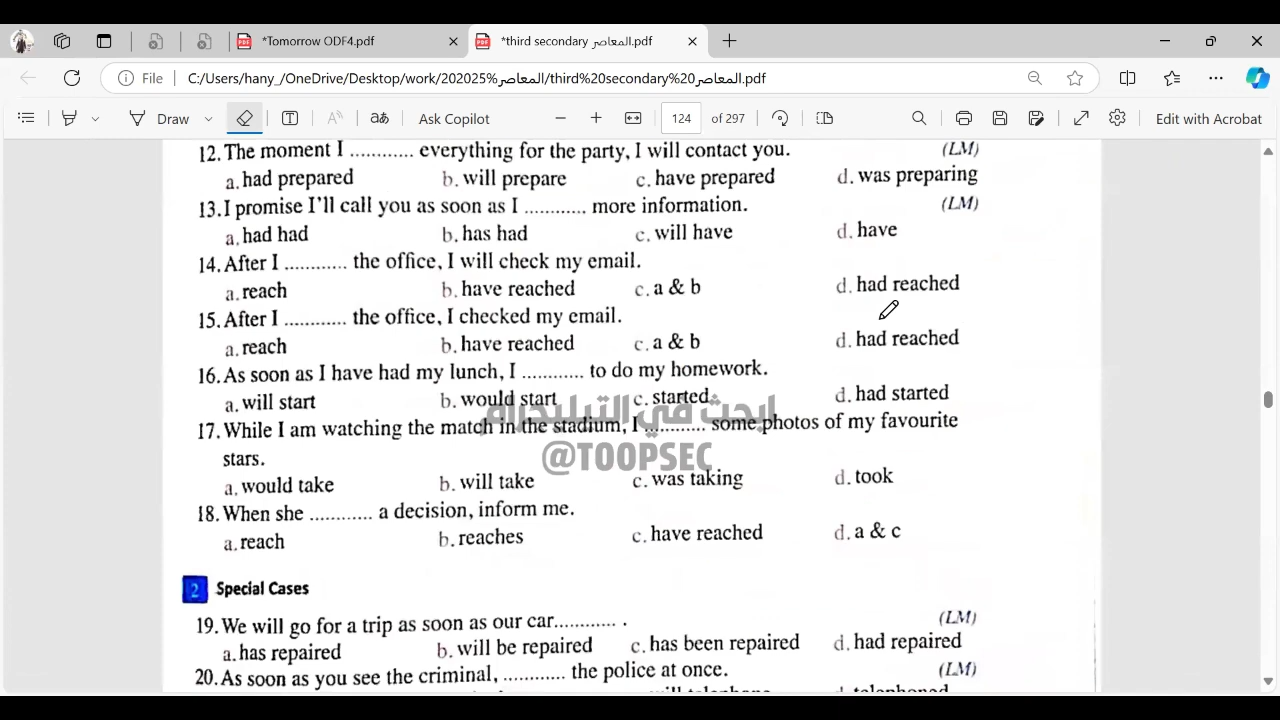 *Tomorrow ODF4.pdf
*third secondary المعاصر.pdf
File C:/Users/hany_/OneDrive/Desktop/work/202025%المعاصر/third%20secondary%20المعاصر.pdf
Draw
Ask Copilot
124 of 297
Edit with Acrobat
12. The moment I ............ everything for the party, I will contact you. (LM)
a. had prepared b. will prepare c. have prepared d. was preparing
13. I promise I'll call you as soon as I ............ more information. (LM)
a. had had b. has had c. will have d. have
14. After I ............ the office, I will check my email.
a. reach b. have reached c. a & b d. had reached
15. After I ............ the office, I checked my email.
a. reach b. have reached c. a & b d. had reached
16. As soon as I have had my lunch, I ............ to do my homework.
a. will start b. would start c. started d. had started
ابحث في التيليجرام
17. While I am watching the match in the stadium, I ............ some photos of my favourite
stars.
@TOOPSEC
a. would take b. will take c. was taking d. took
18. When she ............ a decision, inform me.
a. reach b. reaches c. have reached d. a & c
2 Special Cases
19. We will go for a trip as soon as our car............ . (LM)
a. has repaired b. will be repaired c. has been repaired d. had repaired
20. As soon as you see the criminal, ............ the police at once. (LM)